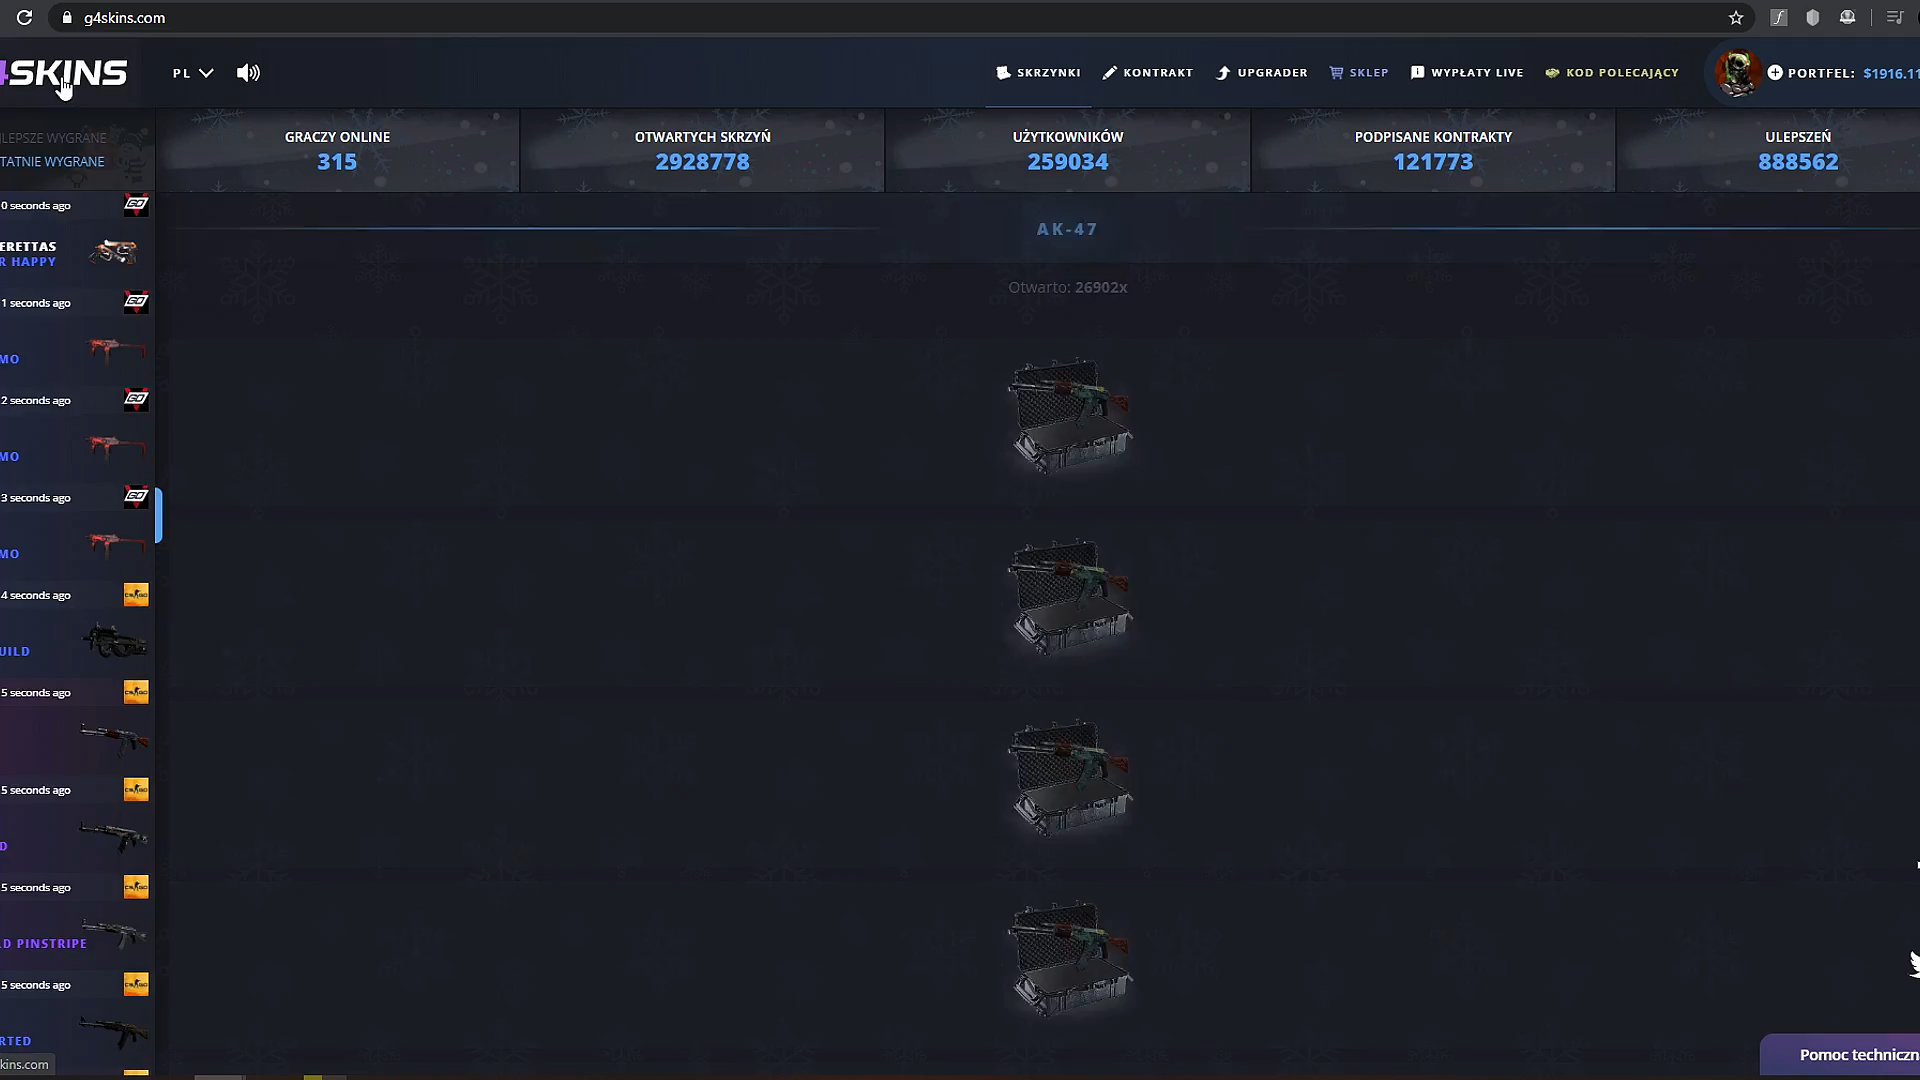 g4skins.com
4SKINS
PL
SKRZYNKI
KONTRAKT
UPGRADER
SKLEP
WYPŁATY LIVE
KOD POLECAJĄCY
PORTFEL: $1916.11
LEPSZE WYGRANE
TATNIE WYGRANE
GRACZY ONLINE
315
OTWARTYCH SKRZYŃ
2928778
UŻYTKOWNIKÓW
259034
PODPISANE KONTRAKTY
121773
ULEPSZEŃ
888562
AK-47
Otwarto: 26902x
0 seconds ago
ERETTAS
R HAPPY
1 seconds ago
MO
2 seconds ago
MO
3 seconds ago
MO
4 seconds ago
UILD
5 seconds ago
5 seconds ago
D
5 seconds ago
D PINSTRIPE
5 seconds ago
RTED
kins.com
Pomoc techniczn